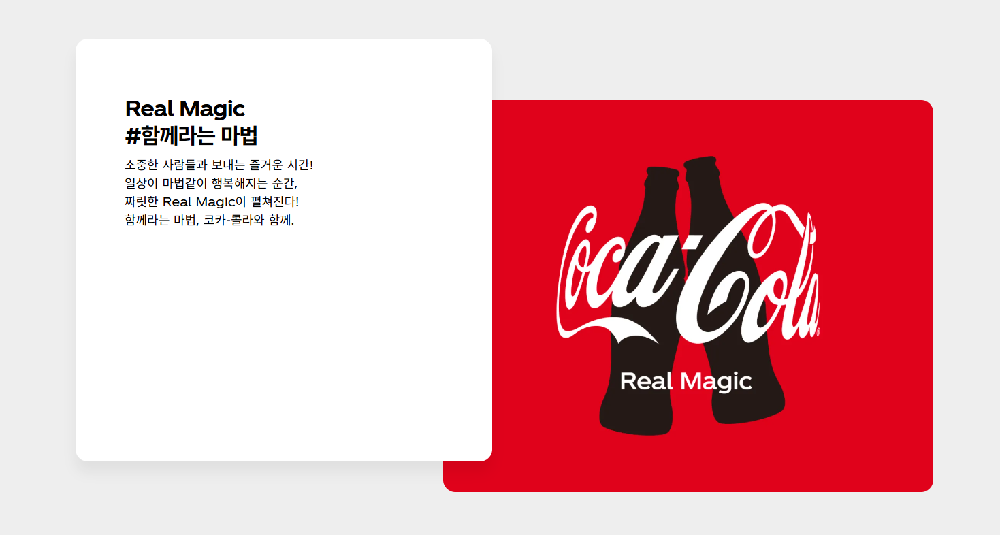 Real Magic
#함께라는 마법
소중한 사람들과 보내는 즐거운 시간!
일상이 마법같이 행복해지는 순간,
짜릿한 Real Magic이 펼쳐진다!
함께라는 마법, 코카-콜라와 함께.
Coca-Cola®
Real Magic